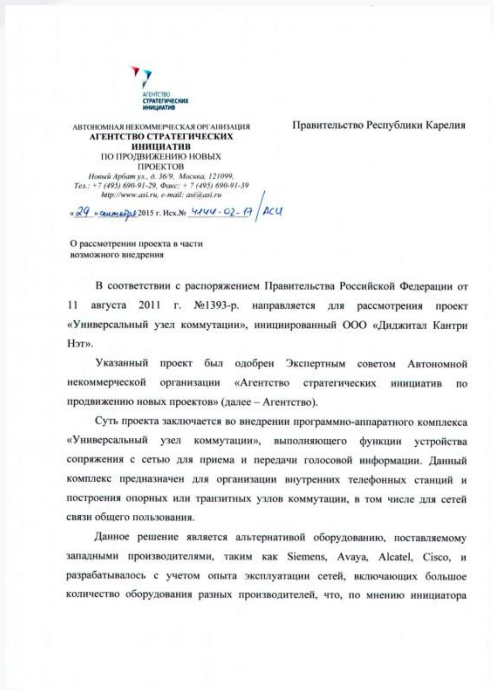 АГЕНТСТВО
СТРАТЕГИЧЕСКИХ
ИНИЦИАТИВ
АВТОНОМНАЯ НЕКОММЕРЧЕСКАЯ ОРГАНИЗАЦИЯ
АГЕНТСТВО СТРАТЕГИЧЕСКИХ
ИНИЦИАТИВ
ПО ПРОДВИЖЕНИЮ НОВЫХ
ПРОЕКТОВ
Новый Арбат ул., д. 36/9, Москва, 121099,
Тел.: +7 (495) 690-91-29, Факс: + 7 (495) 690-91-39
http://www.asi.ru, e-mail: asi@asi.ru
«29» сентября 2015 г. Исх.№ 4144-02-17/АСИ
Правительство Республики Карелия
О рассмотрении проекта в части
возможного внедрения
В соответствии с распоряжением Правительства Российской Федерации от
11 августа 2011 г. №1393-р. направляется для рассмотрения проект
«Универсальный узел коммутации», инициированный ООО «Диджитал Кантри
Нэт».
Указанный проект был одобрен Экспертным советом Автономной
некоммерческой организации «Агентство стратегических инициатив по
продвижению новых проектов» (далее – Агентство).
Суть проекта заключается во внедрении программно-аппаратного комплекса
«Универсальный узел коммутации», выполняющего функции устройства
сопряжения с сетью для приема и передачи голосовой информации. Данный
комплекс предназначен для организации внутренних телефонных станций и
построения опорных или транзитных узлов коммутации, в том числе для сетей
связи общего пользования.
Данное решение является альтернативой оборудованию, поставляемому
западными производителями, таким как Siemens, Avaya, Alcatel, Cisco, и
разрабатывалось с учетом опыта эксплуатации сетей, включающих большое
количество оборудования разных производителей, что, по мнению инициатора